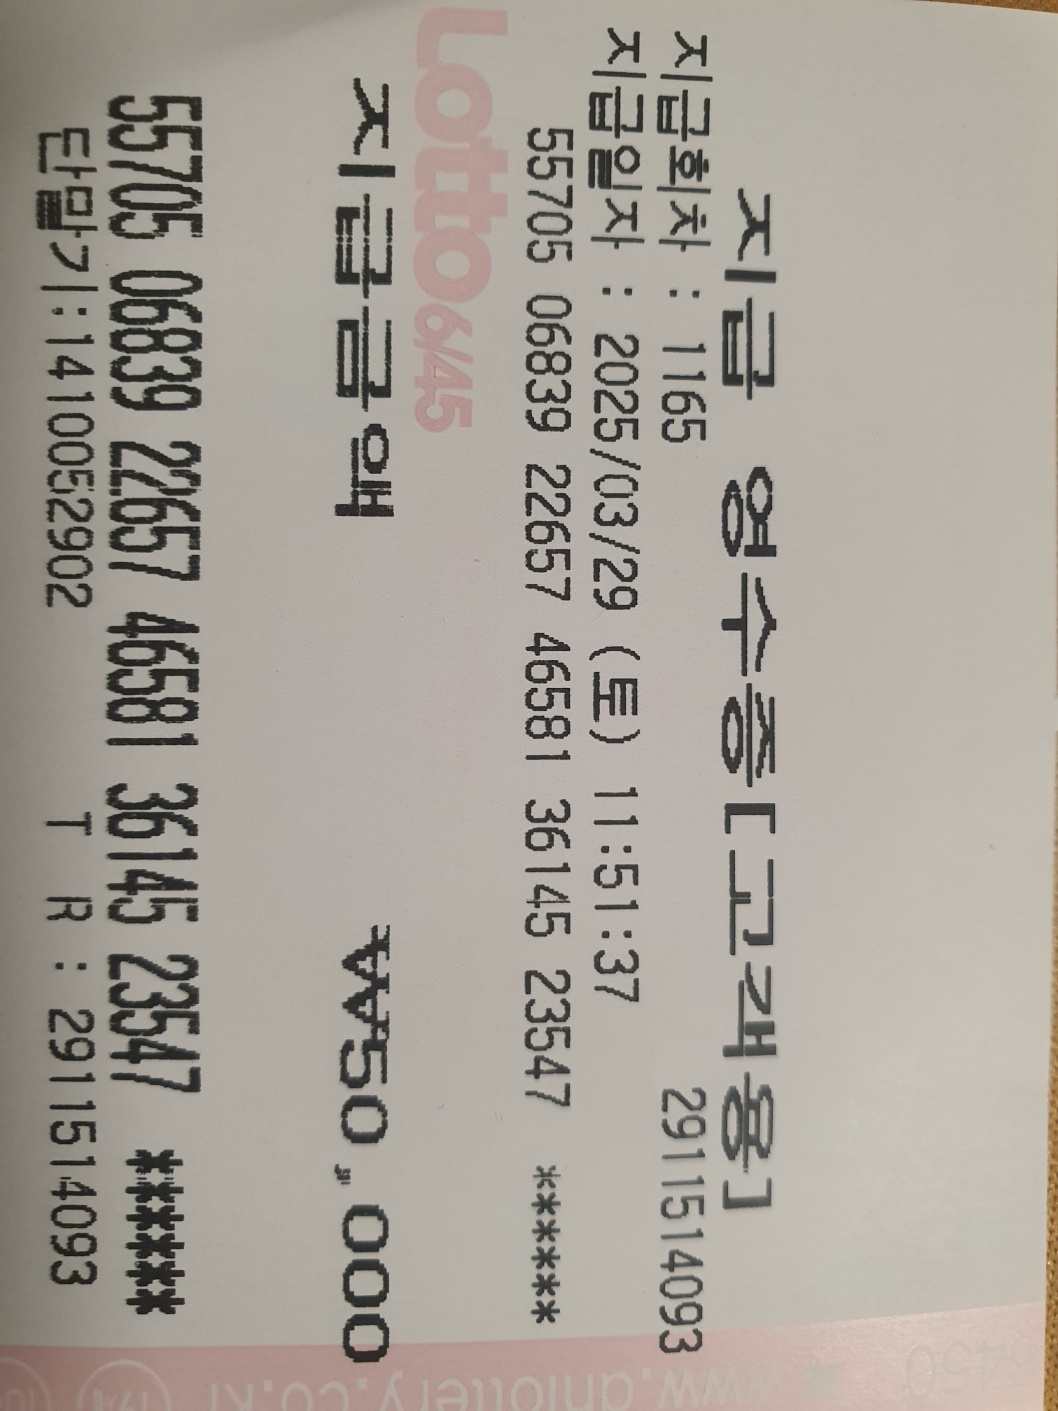 지급 영수증[고객용]
지급회차 : 1165 2911514093
지급일자 : 2025/03/29 (토) 11:51:37
55705 06839 22657 46581 36145 23547 ******
Lotto6/45
지급금액 ₩50,000
55705 06839 22657 46581 36145 23547 ******
단말기:1410052902 T R : 2911514093